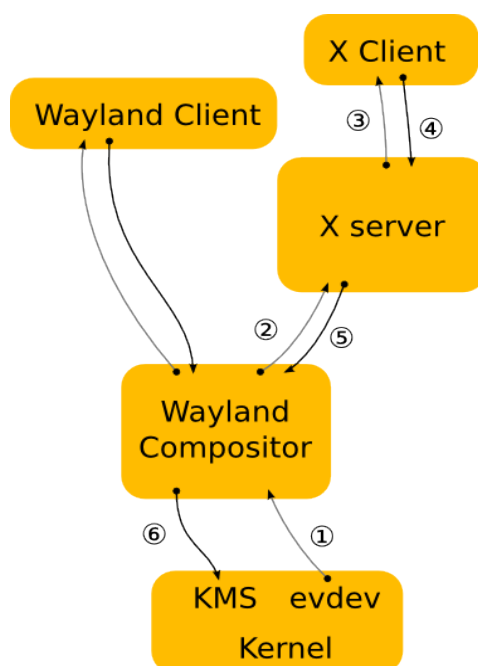 X Client
Wayland Client
③
④
X server
②
⑤
Wayland
Compositor
⑥
①
KMS evdev
Kernel